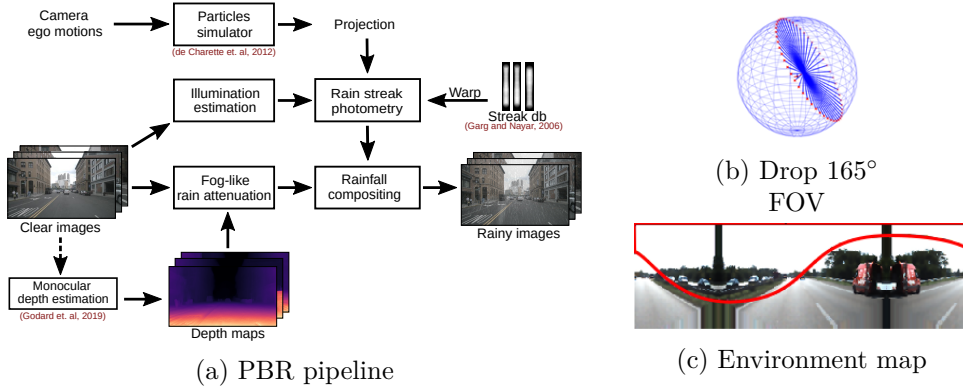 Camera
ego motions
Particles
simulator
(de Charette et. al, 2012)
Projection
Illumination
estimation
Rain streak
photometry
Warp
Streak db
(Garg and Nayar, 2006)
Clear images
Fog-like
rain attenuation
Rainfall
compositing
Rainy images
Monocular
depth estimation
(Godard et. al, 2019)
Depth maps
(a) PBR pipeline
(b) Drop 165°
FOV
(c) Environment map